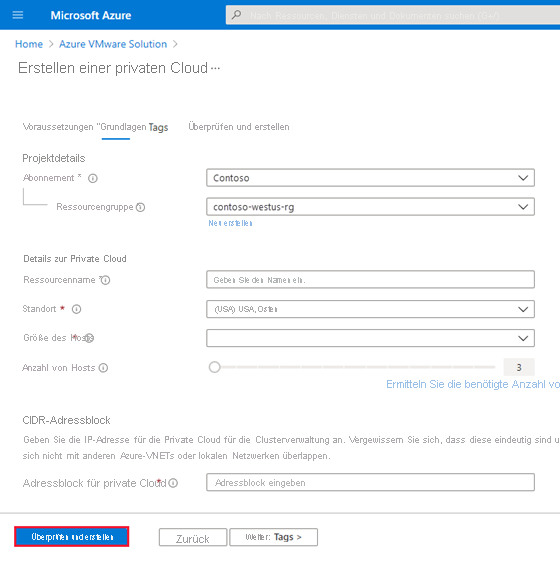 Microsoft Azure
Home > Azure VMware Solution >
Erstellen einer privaten Cloud ···
Voraussetzungen "Grundlagen Tags Überprüfen und erstellen
Projektdetails
Abonnement *
Contoso
Ressourcengruppe
contoso-westus-rg
Neu erstellen
Details zur Private Cloud
Ressourcenname *
Geben Sie den Namen ein.
Standort *
(USA) USA, Osten
Größe des Hosts
Anzahl von Hosts
3
Ermitteln Sie die benötigte Anzahl vo
CIDR-Adressblock
Geben Sie die IP-Adresse für die Private Cloud für die Clusterverwaltung an. Vergewissern Sie sich, dass diese eindeutig sind u
sich nicht mit anderen Azure-VNETs oder lokalen Netzwerken überlappen.
Adressblock für private Cloud*
Adressblock eingeben
Überprüfen und erstellen
Zurück
Weiter: Tags >